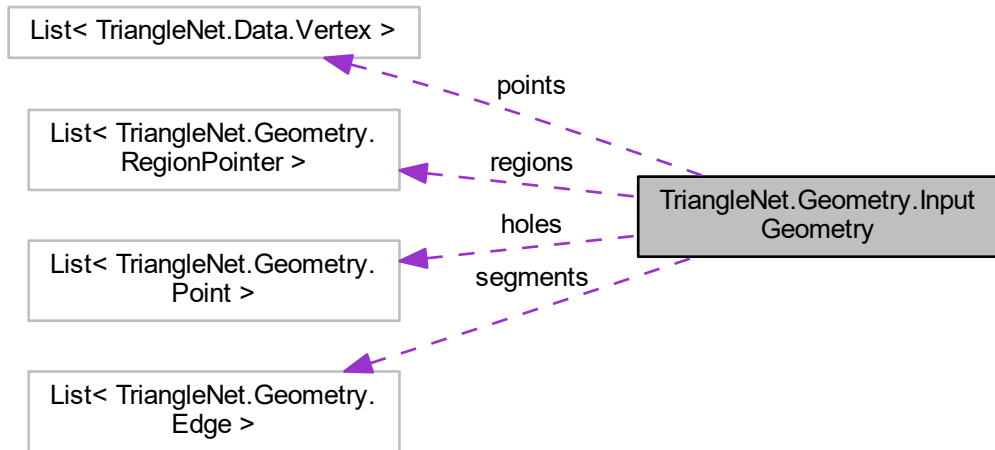 List< TriangleNet.Data.Vertex >
points
List< TriangleNet.Geometry.
RegionPointer >
regions
TriangleNet.Geometry.Input
Geometry
holes
List< TriangleNet.Geometry.
Point >
segments
List< TriangleNet.Geometry.
Edge >